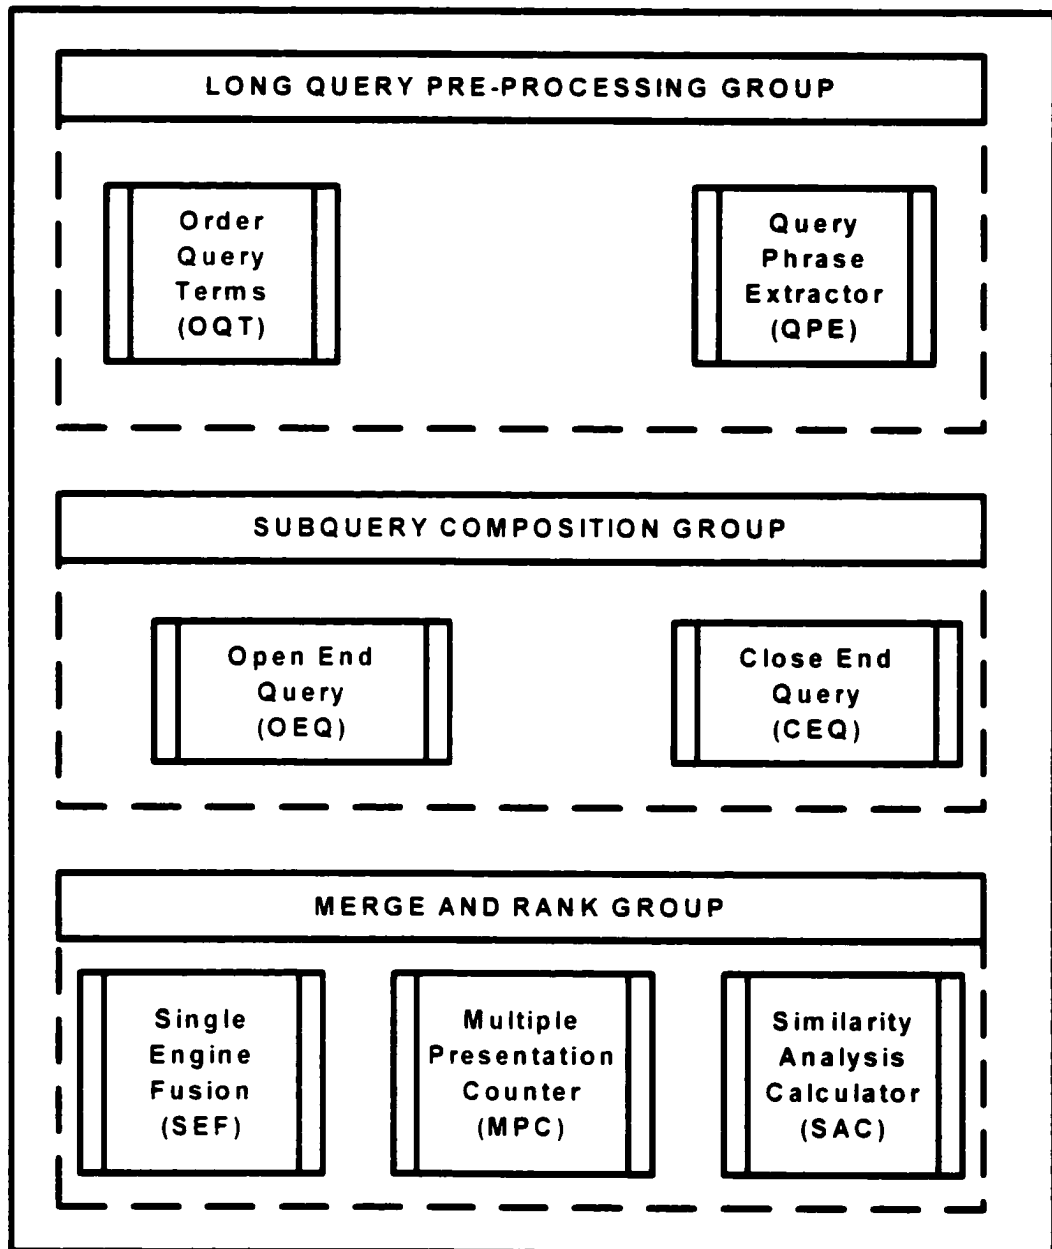 LONG QUERY PRE-PROCESSING GROUP
Order
Query
Terms
(OQT)
Query
Phrase
Extractor
(QPE)
SUBQUERY COMPOSITION GROUP
Open End
Query
(OEQ)
Close End
Query
(CEQ)
MERGE AND RANK GROUP
Single
Engine
Fusion
(SEF)
Multiple
Presentation
Counter
(MPC)
Similarity
Analysis
Calculator
(SAC)